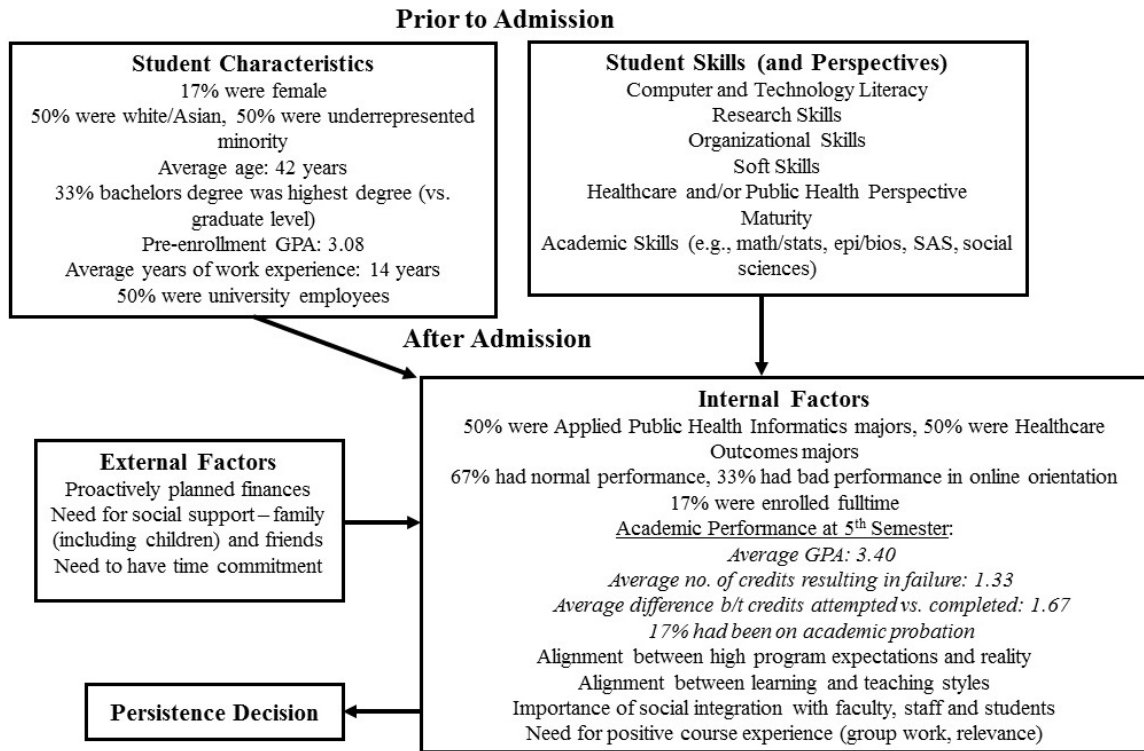 Prior to Admission
Student Characteristics
17% were female
50% were white/Asian, 50% were underrepresented
minority
Average age: 42 years
33% bachelors degree was highest degree (vs.
graduate level)
Pre-enrollment GPA: 3.08
Average years of work experience: 14 years
50% were university employees
Student Skills (and Perspectives)
Computer and Technology Literacy
Research Skills
Organizational Skills
Soft Skills
Healthcare and/or Public Health Perspective
Maturity
Academic Skills (e.g., math/stats, epi/bios, SAS, social
sciences)
After Admission
External Factors
Proactively planned finances
Need for social support – family
(including children) and friends
Need to have time commitment
Internal Factors
50% were Applied Public Health Informatics majors, 50% were Healthcare
Outcomes majors
67% had normal performance, 33% had bad performance in online orientation
17% were enrolled fulltime
Academic Performance at 5th Semester:
Average GPA: 3.40
Average no. of credits resulting in failure: 1.33
Average difference b/t credits attempted vs. completed: 1.67
17% had been on academic probation
Alignment between high program expectations and reality
Alignment between learning and teaching styles
Importance of social integration with faculty, staff and students
Need for positive course experience (group work, relevance)
Persistence Decision